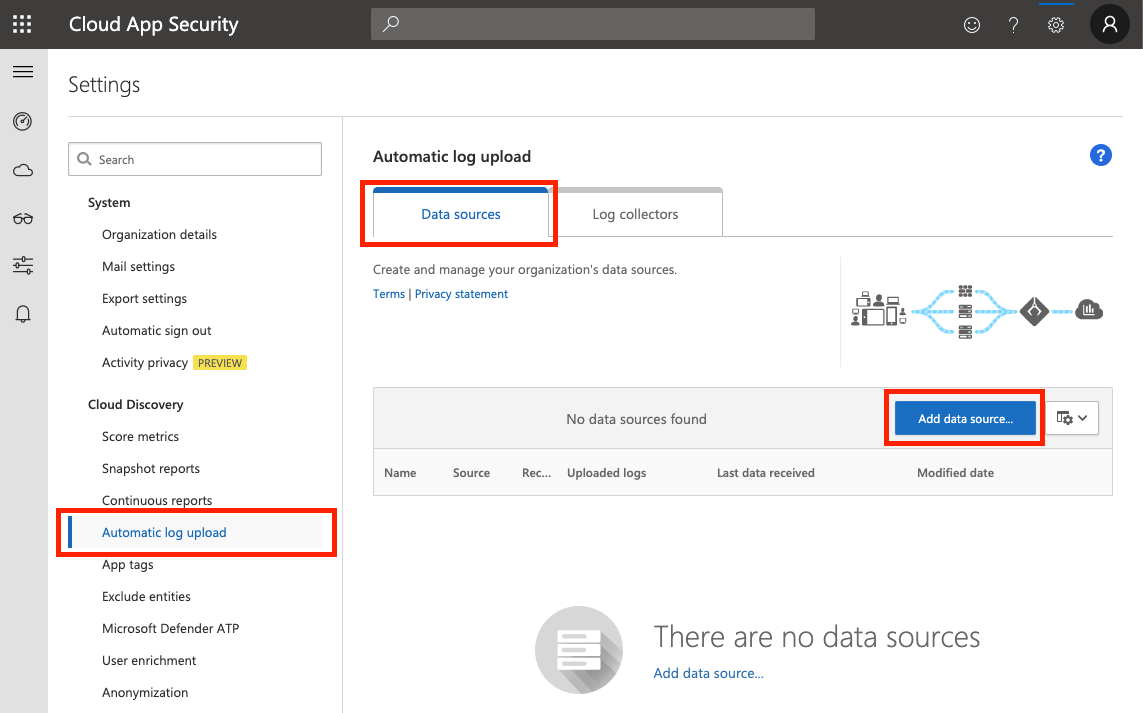 Cloud App Security
?
Settings
Search
System
Organization details
Mail settings
Export settings
Automatic sign out
Activity privacy PREVIEW
Cloud Discovery
Score metrics
Snapshot reports
Continuous reports
Automatic log upload
App tags
Exclude entities
Microsoft Defender ATP
User enrichment
Anonymization
Automatic log upload
?
Data sources
Log collectors
Create and manage your organization's data sources.
Terms | Privacy statement
No data sources found
Add data source...
Name Source Rec... Uploaded logs Last data received Modified date
There are no data sources
Add data source...